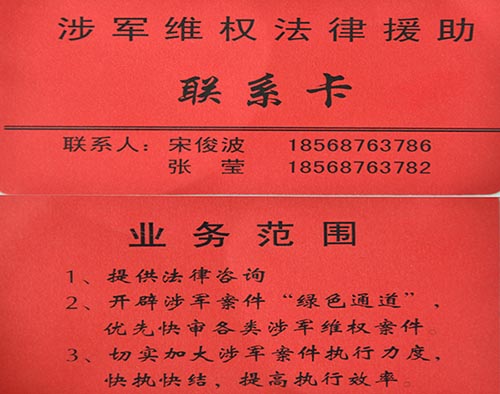 涉军维权法律援助
联系卡
联系人：宋俊波 18568763786
张 莹 18568763782
业务范围
1、提供法律咨询
2、开辟涉军案件“绿色通道”，
优先快审各类涉军维权案件。
3、切实加大涉军案件执行力度，
快执快结，提高执行效率。